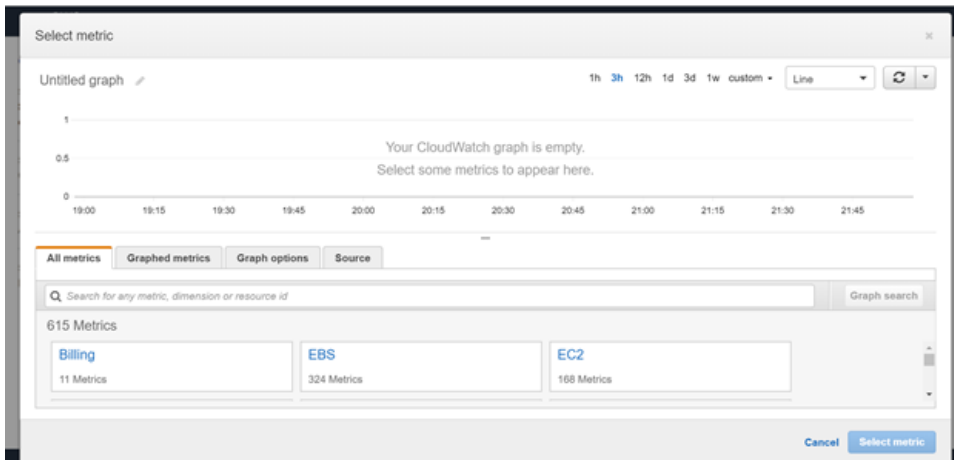 Select metric
Untitled graph
1h 3h 12h 1d 3d 1w custom
Line
1
0.5
0
Your CloudWatch graph is empty.
Select some metrics to appear here.
19:00 19:15 19:30 19:45 20:00 20:15 20:30 20:45 21:00 21:15 21:30 21:45
All metrics Graphed metrics Graph options Source
Search for any metric, dimension or resource id
Graph search
615 Metrics
Billing EBS EC2
11 Metrics 324 Metrics 168 Metrics
Cancel Select metric